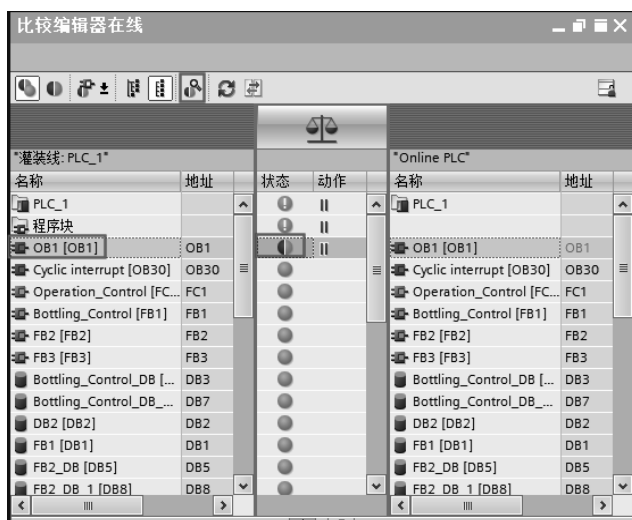 比较编辑器在线
"灌装线: PLC_1" "Online PLC"
名称 地址 状态 动作 名称 地址
PLC_1 PLC_1
程序块
OB1 [OB1] OB1 OB1 [OB1] OB1
Cyclic interrupt [OB30] OB30 Cyclic interrupt [OB30] OB30
Operation_Control [FC... FC1 Operation_Control [FC... FC1
Bottling_Control [FB1] FB1 Bottling_Control [FB1] FB1
FB2 [FB2] FB2 FB2 [FB2] FB2
FB3 [FB3] FB3 FB3 [FB3] FB3
Bottling_Control_DB [... DB3 Bottling_Control_DB [... DB3
Bottling_Control_DB_... DB7 Bottling_Control_DB_... DB7
DB2 [DB2] DB2 DB2 [DB2] DB2
FB1 [DB1] DB1 FB1 [DB1] DB1
FB2_DB [DB5] DB5 FB2_DB [DB5] DB5
FB2_DB_1 [DB8] DB8 FB2_DB_1 [DB8] DB8